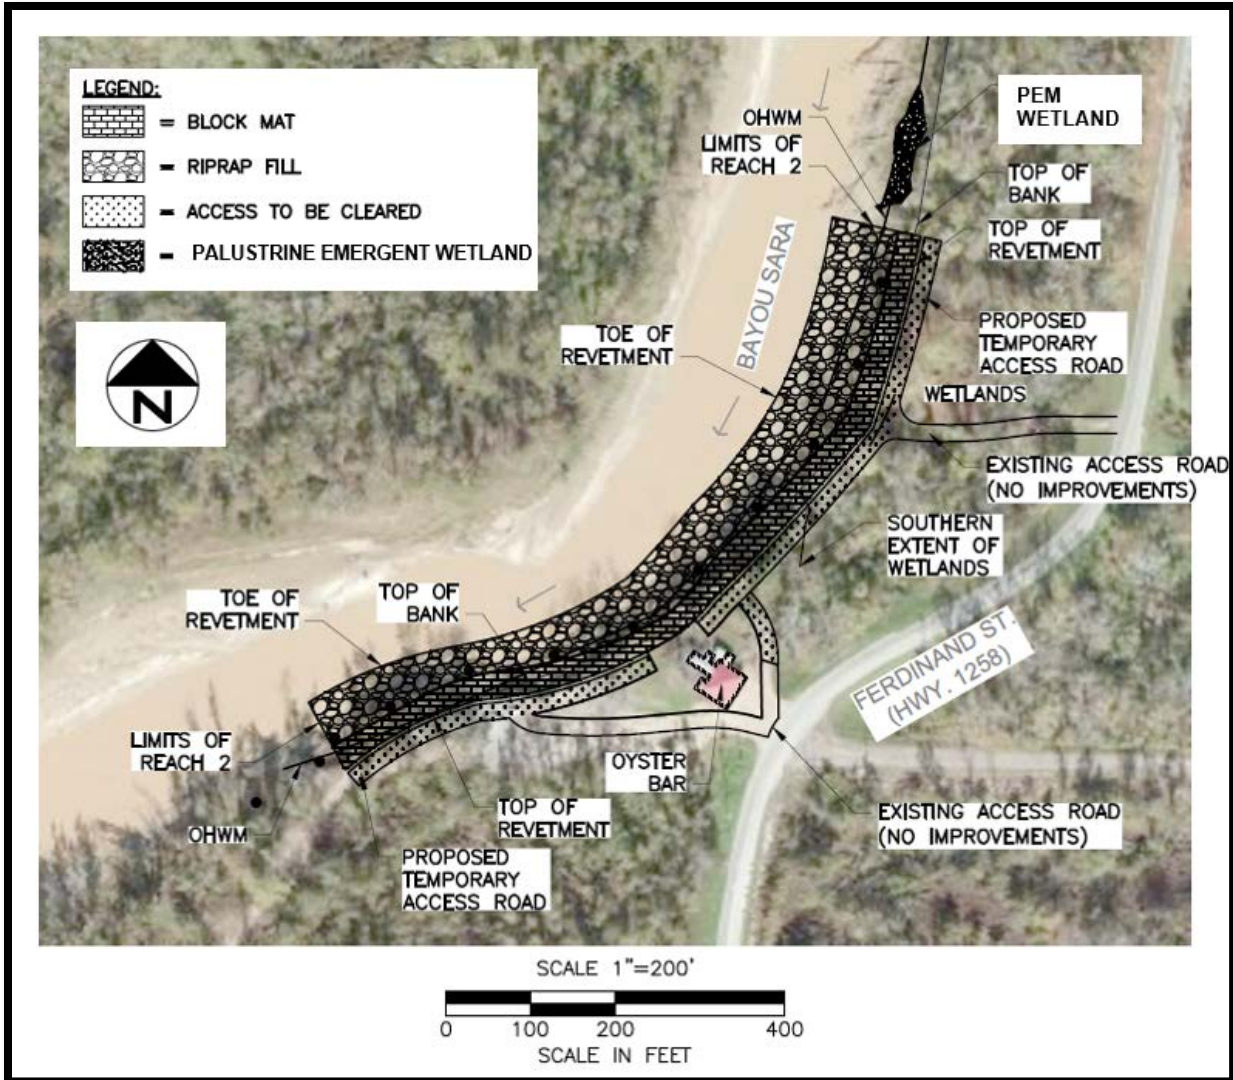 LEGEND:
= BLOCK MAT
= RIPRAP FILL
= ACCESS TO BE CLEARED
= PALUSTRINE EMERGENT WETLAND
N
OHWM
LIMITS OF
REACH 2
PEM
WETLAND
TOP OF
BANK
TOP OF
REVETMENT
BAYOU SARA
TOE OF
REVETMENT
PROPOSED
TEMPORARY
ACCESS ROAD
WETLANDS
EXISTING ACCESS ROAD
(NO IMPROVEMENTS)
SOUTHERN
EXTENT OF
WETLANDS
TOE OF
REVETMENT
TOP OF
BANK
FERDINAND ST.
(HWY. 1258)
LIMITS OF
REACH 2
OYSTER
BAR
OHWM
TOP OF
REVETMENT
EXISTING ACCESS ROAD
(NO IMPROVEMENTS)
PROPOSED
TEMPORARY
ACCESS ROAD
SCALE 1"=200'
0 100 200 400
SCALE IN FEET